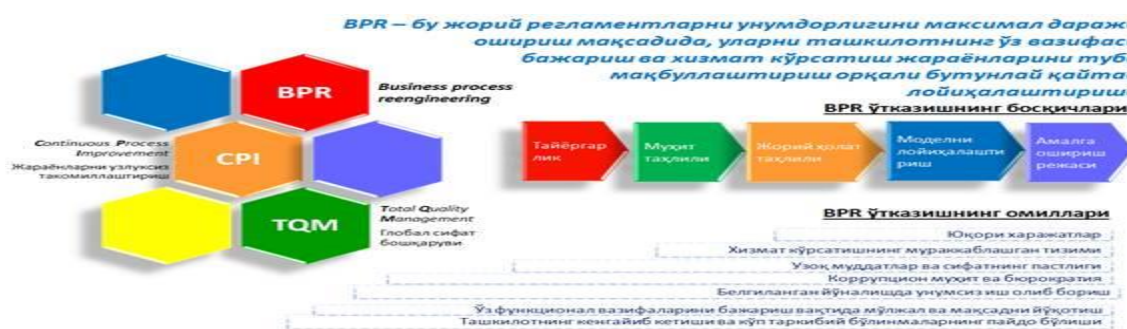 BPR – бу жорий регламентларни унумдорлигини максимал дараж
ошириш мақсадида, уларни ташкилотнинг ўз вазифас
бажариш ва хизмат кўрсатиш жараёнларини туб
мақбуллаштириш орқали бутунлай қайта
лойиҳалаштириш
BPR
Business process
reengineering
Continuous Process
Improvement
Жараёнларни узлуксиз
такомиллаштириш
CPI
TQM
Total Quality
Management
Глобал сифат
бошқаруви
BPR ўтказишнинг босқичлари
Тайёргар
лик
Муҳит
таҳлили
Жорий ҳолат
таҳлили
Моделни
лойиҳалашти
риш
Амалга
ошириш
режаси
BPR ўтказишнинг омиллари
Юқори харажатлар
Хизмат кўрсатишнинг мураккаблашган тизими
Узоқ муддатлар ва сифатнинг пастлиги
Коррупцион муҳит ва бюрократия
Белгиланган йўналишда унумсиз иш олиб бориш
Ўз функционал вазифаларини бажариш вақтида мўлжал ва мақсадни йўқотиш
Ташкилотнинг кенгайиб кетиши ва кўп таркибий бўлинмаларнинг пайдо бўлиши